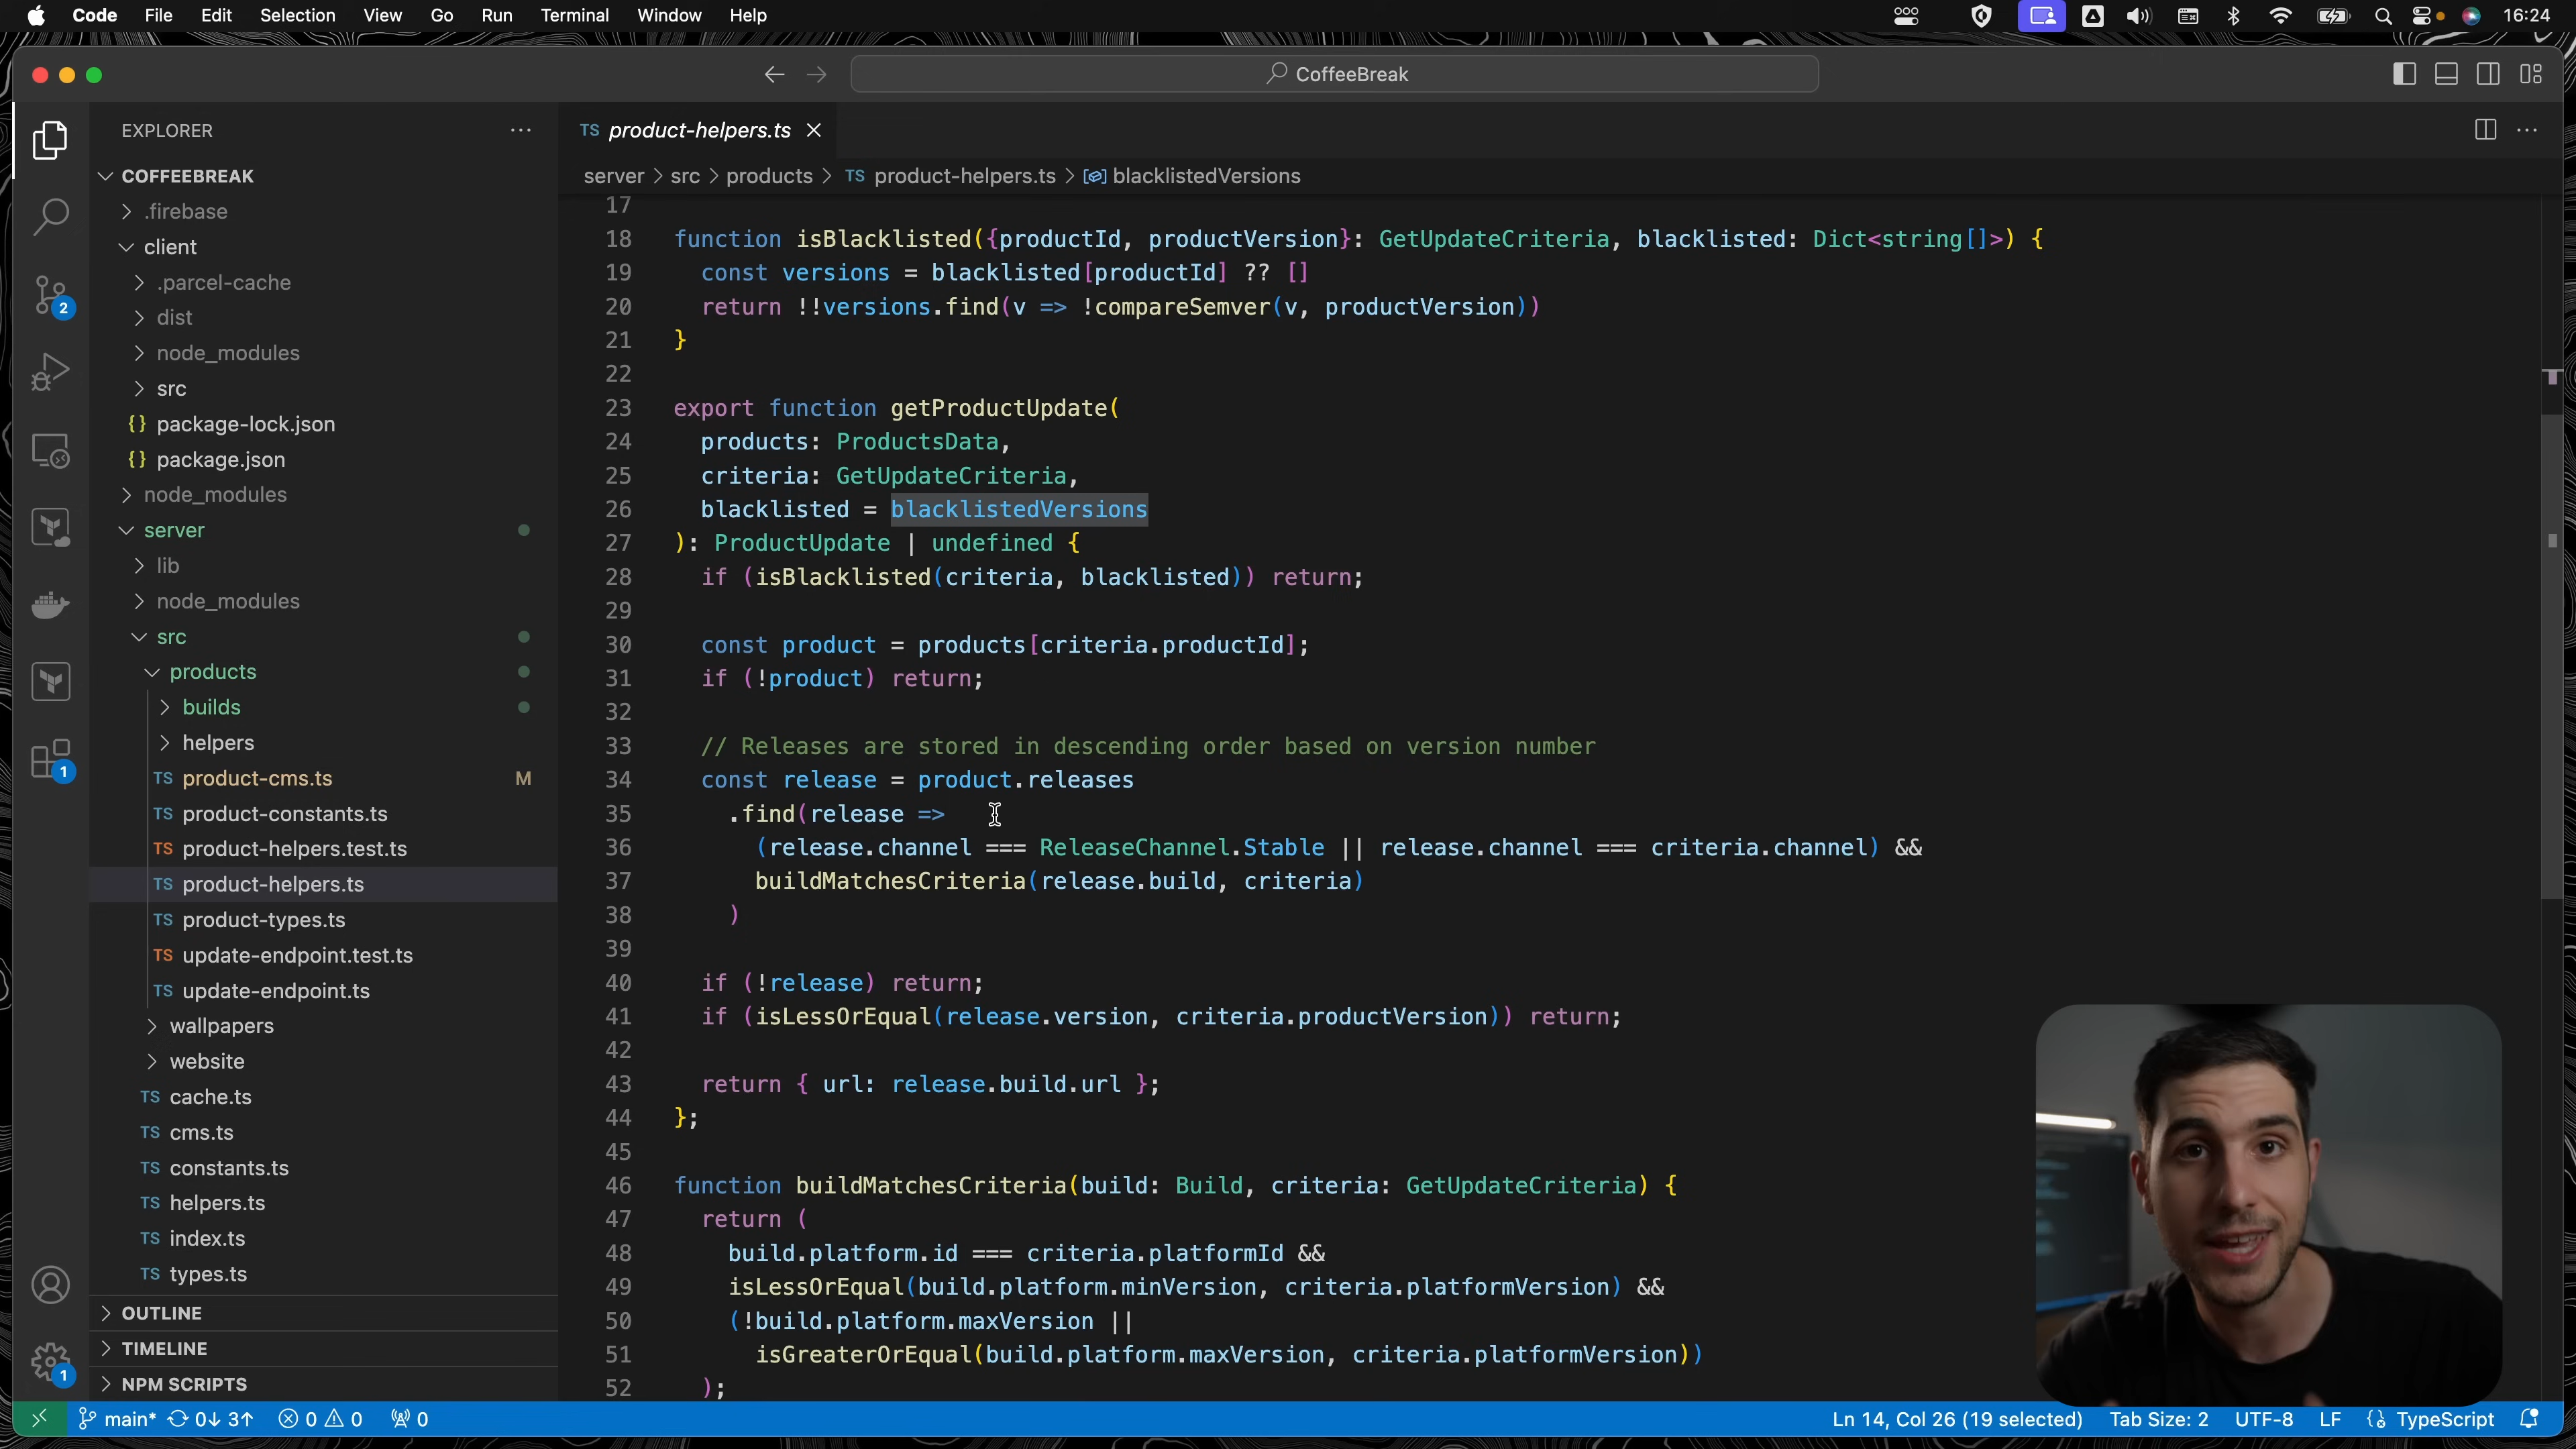 Code File Edit Selection View Go Run Terminal Window Help 16:24
CoffeeBreak
EXPLORER
COFFEEBREAK
.firebase
client
.parcel-cache
dist
node_modules
src
{} package-lock.json
{} package.json
node_modules
server
lib
node_modules
src
products
builds
helpers
TS product-cms.ts M
TS product-constants.ts
TS product-helpers.test.ts
TS product-helpers.ts
TS product-types.ts
TS update-endpoint.test.ts
TS update-endpoint.ts
wallpapers
website
TS cache.ts
TS cms.ts
TS constants.ts
TS helpers.ts
TS index.ts
TS types.ts
OUTLINE
TIMELINE
NPM SCRIPTS
2
1
1
TS product-helpers.ts
server > src > products > TS product-helpers.ts > blacklistedVersions
17
18 function isBlacklisted({productId, productVersion}: GetUpdateCriteria, blacklisted: Dict<string[]>) {
19 const versions = blacklisted[productId] ?? []
20 return !!versions.find(v => !compareSemver(v, productVersion))
21 }
22
23 export function getProductUpdate(
24 products: ProductsData,
25 criteria: GetUpdateCriteria,
26 blacklisted = blacklistedVersions
27 ): ProductUpdate | undefined {
28 if (isBlacklisted(criteria, blacklisted)) return;
29
30 const product = products[criteria.productId];
31 if (!product) return;
32
33 // Releases are stored in descending order based on version number
34 const release = product.releases
35 .find(release =>
36 (release.channel === ReleaseChannel.Stable || release.channel === criteria.channel) &&
37 buildMatchesCriteria(release.build, criteria)
38 )
39
40 if (!release) return;
41 if (isLessOrEqual(release.version, criteria.productVersion)) return;
42
43 return { url: release.build.url };
44 };
45
46 function buildMatchesCriteria(build: Build, criteria: GetUpdateCriteria) {
47 return (
48 build.platform.id === criteria.platformId &&
49 isLessOrEqual(build.platform.minVersion, criteria.platformVersion) &&
50 (!build.platform.maxVersion ||
51 isGreaterOrEqual(build.platform.maxVersion, criteria.platformVersion))
52 );
main* 0↓ 3↑ 0 0 0 Ln 14, Col 26 (19 selected) Tab Size: 2 UTF-8 LF TypeScript